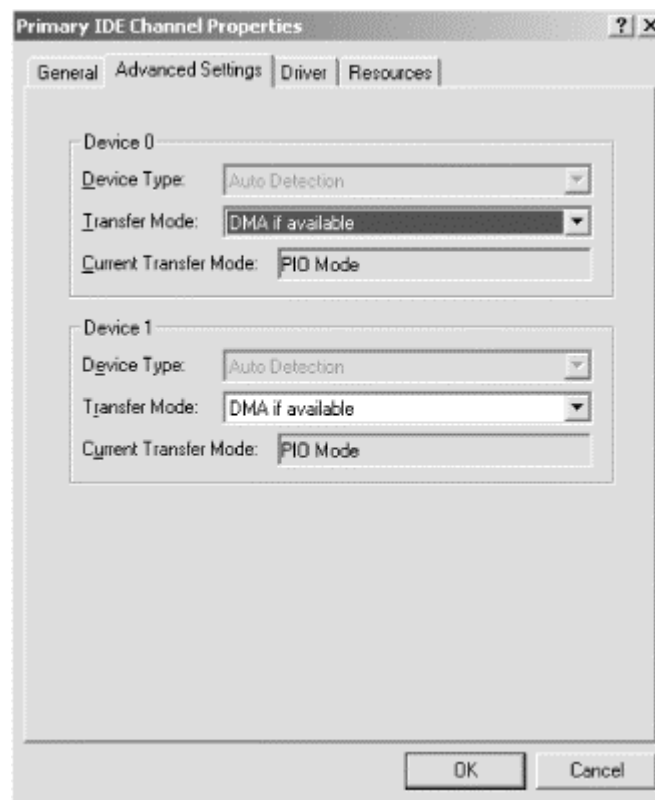 Primary IDE Channel Properties
General Advanced Settings Driver Resources
Device 0
Device Type: Auto Detection
Transfer Mode: DMA if available
Current Transfer Mode: PIO Mode
Device 1
Device Type: Auto Detection
Transfer Mode: DMA if available
Current Transfer Mode: PIO Mode
OK Cancel